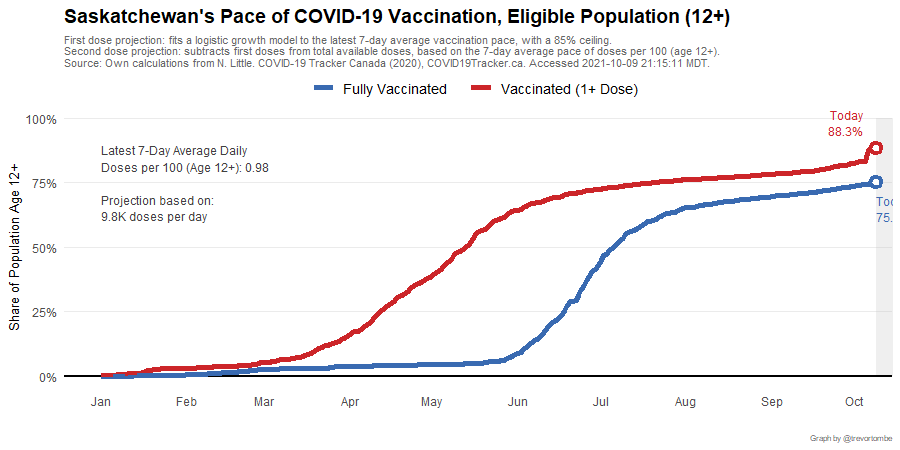 Saskatchewan's Pace of COVID-19 Vaccination, Eligible Population (12+)
First dose projection: fits a logistic growth model to the latest 7-day average vaccination pace, with a 85% ceiling.
Second dose projection: subtracts first doses from total available doses, based on the 7-day average pace of doses per 100 (age 12+).
Source: Own calculations from N. Little. COVID-19 Tracker Canada (2020), COVID19Tracker.ca. Accessed 2021-10-09 21:15:11 MDT.
Fully Vaccinated Vaccinated (1+ Dose)
Share of Population Age 12+
100%
75%
50%
25%
0%
Latest 7-Day Average Daily
Doses per 100 (Age 12+): 0.98
Projection based on:
9.8K doses per day
Today
88.3%
Toc
75.
Jan Feb Mar Apr May Jun Jul Aug Sep Oct
Graph by @trevortombe